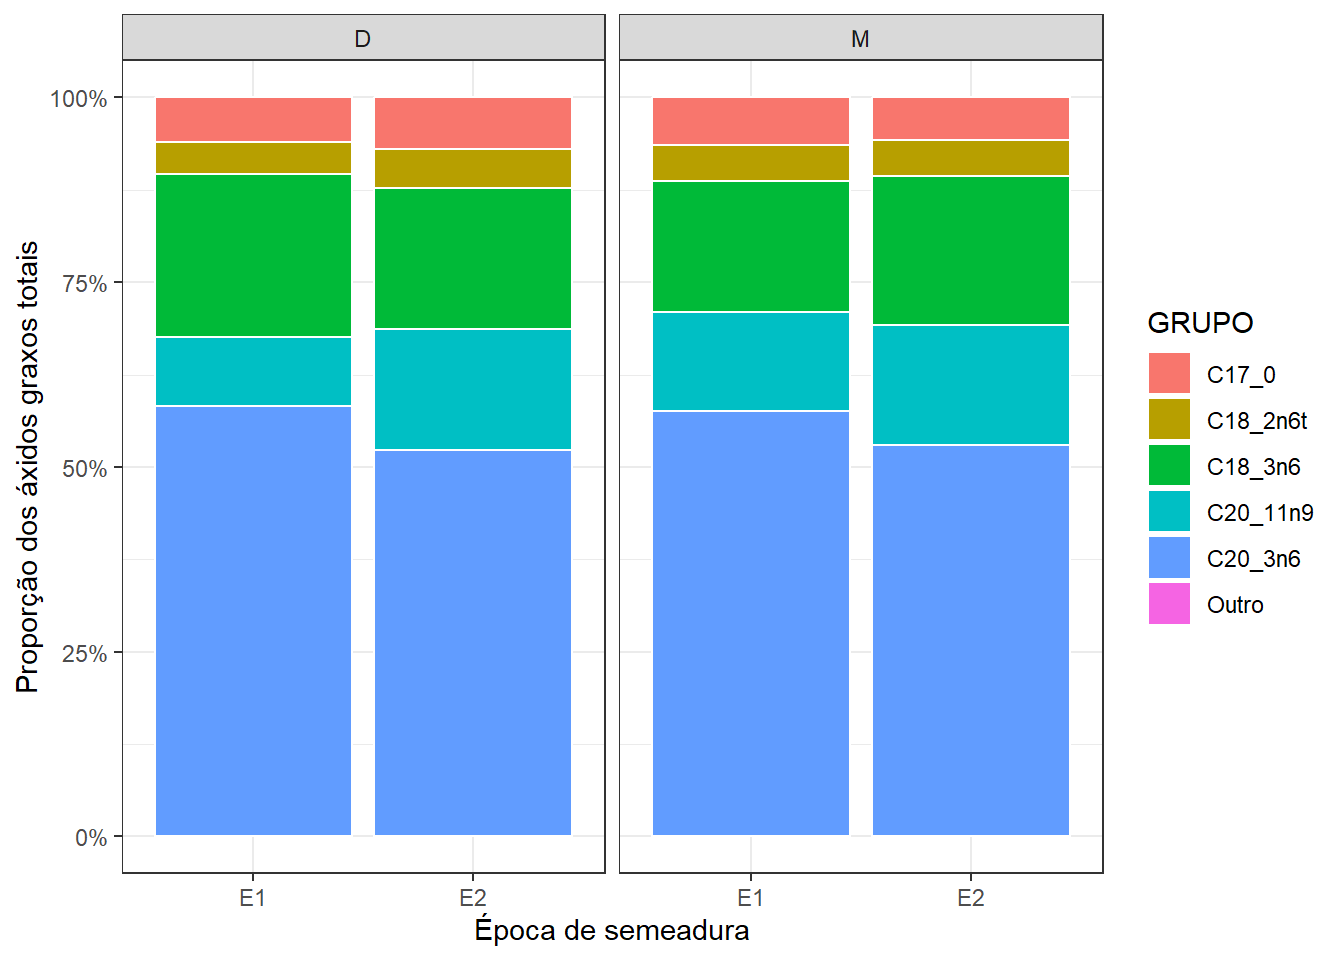 D
M
100%
75%
50%
25%
0%
Proporção dos áxidos graxos totais
E1
E2
E1
E2
Época de semeadura
GRUPO
C17_0
C18_2n6t
C18_3n6
C20_11n9
C20_3n6
Outro